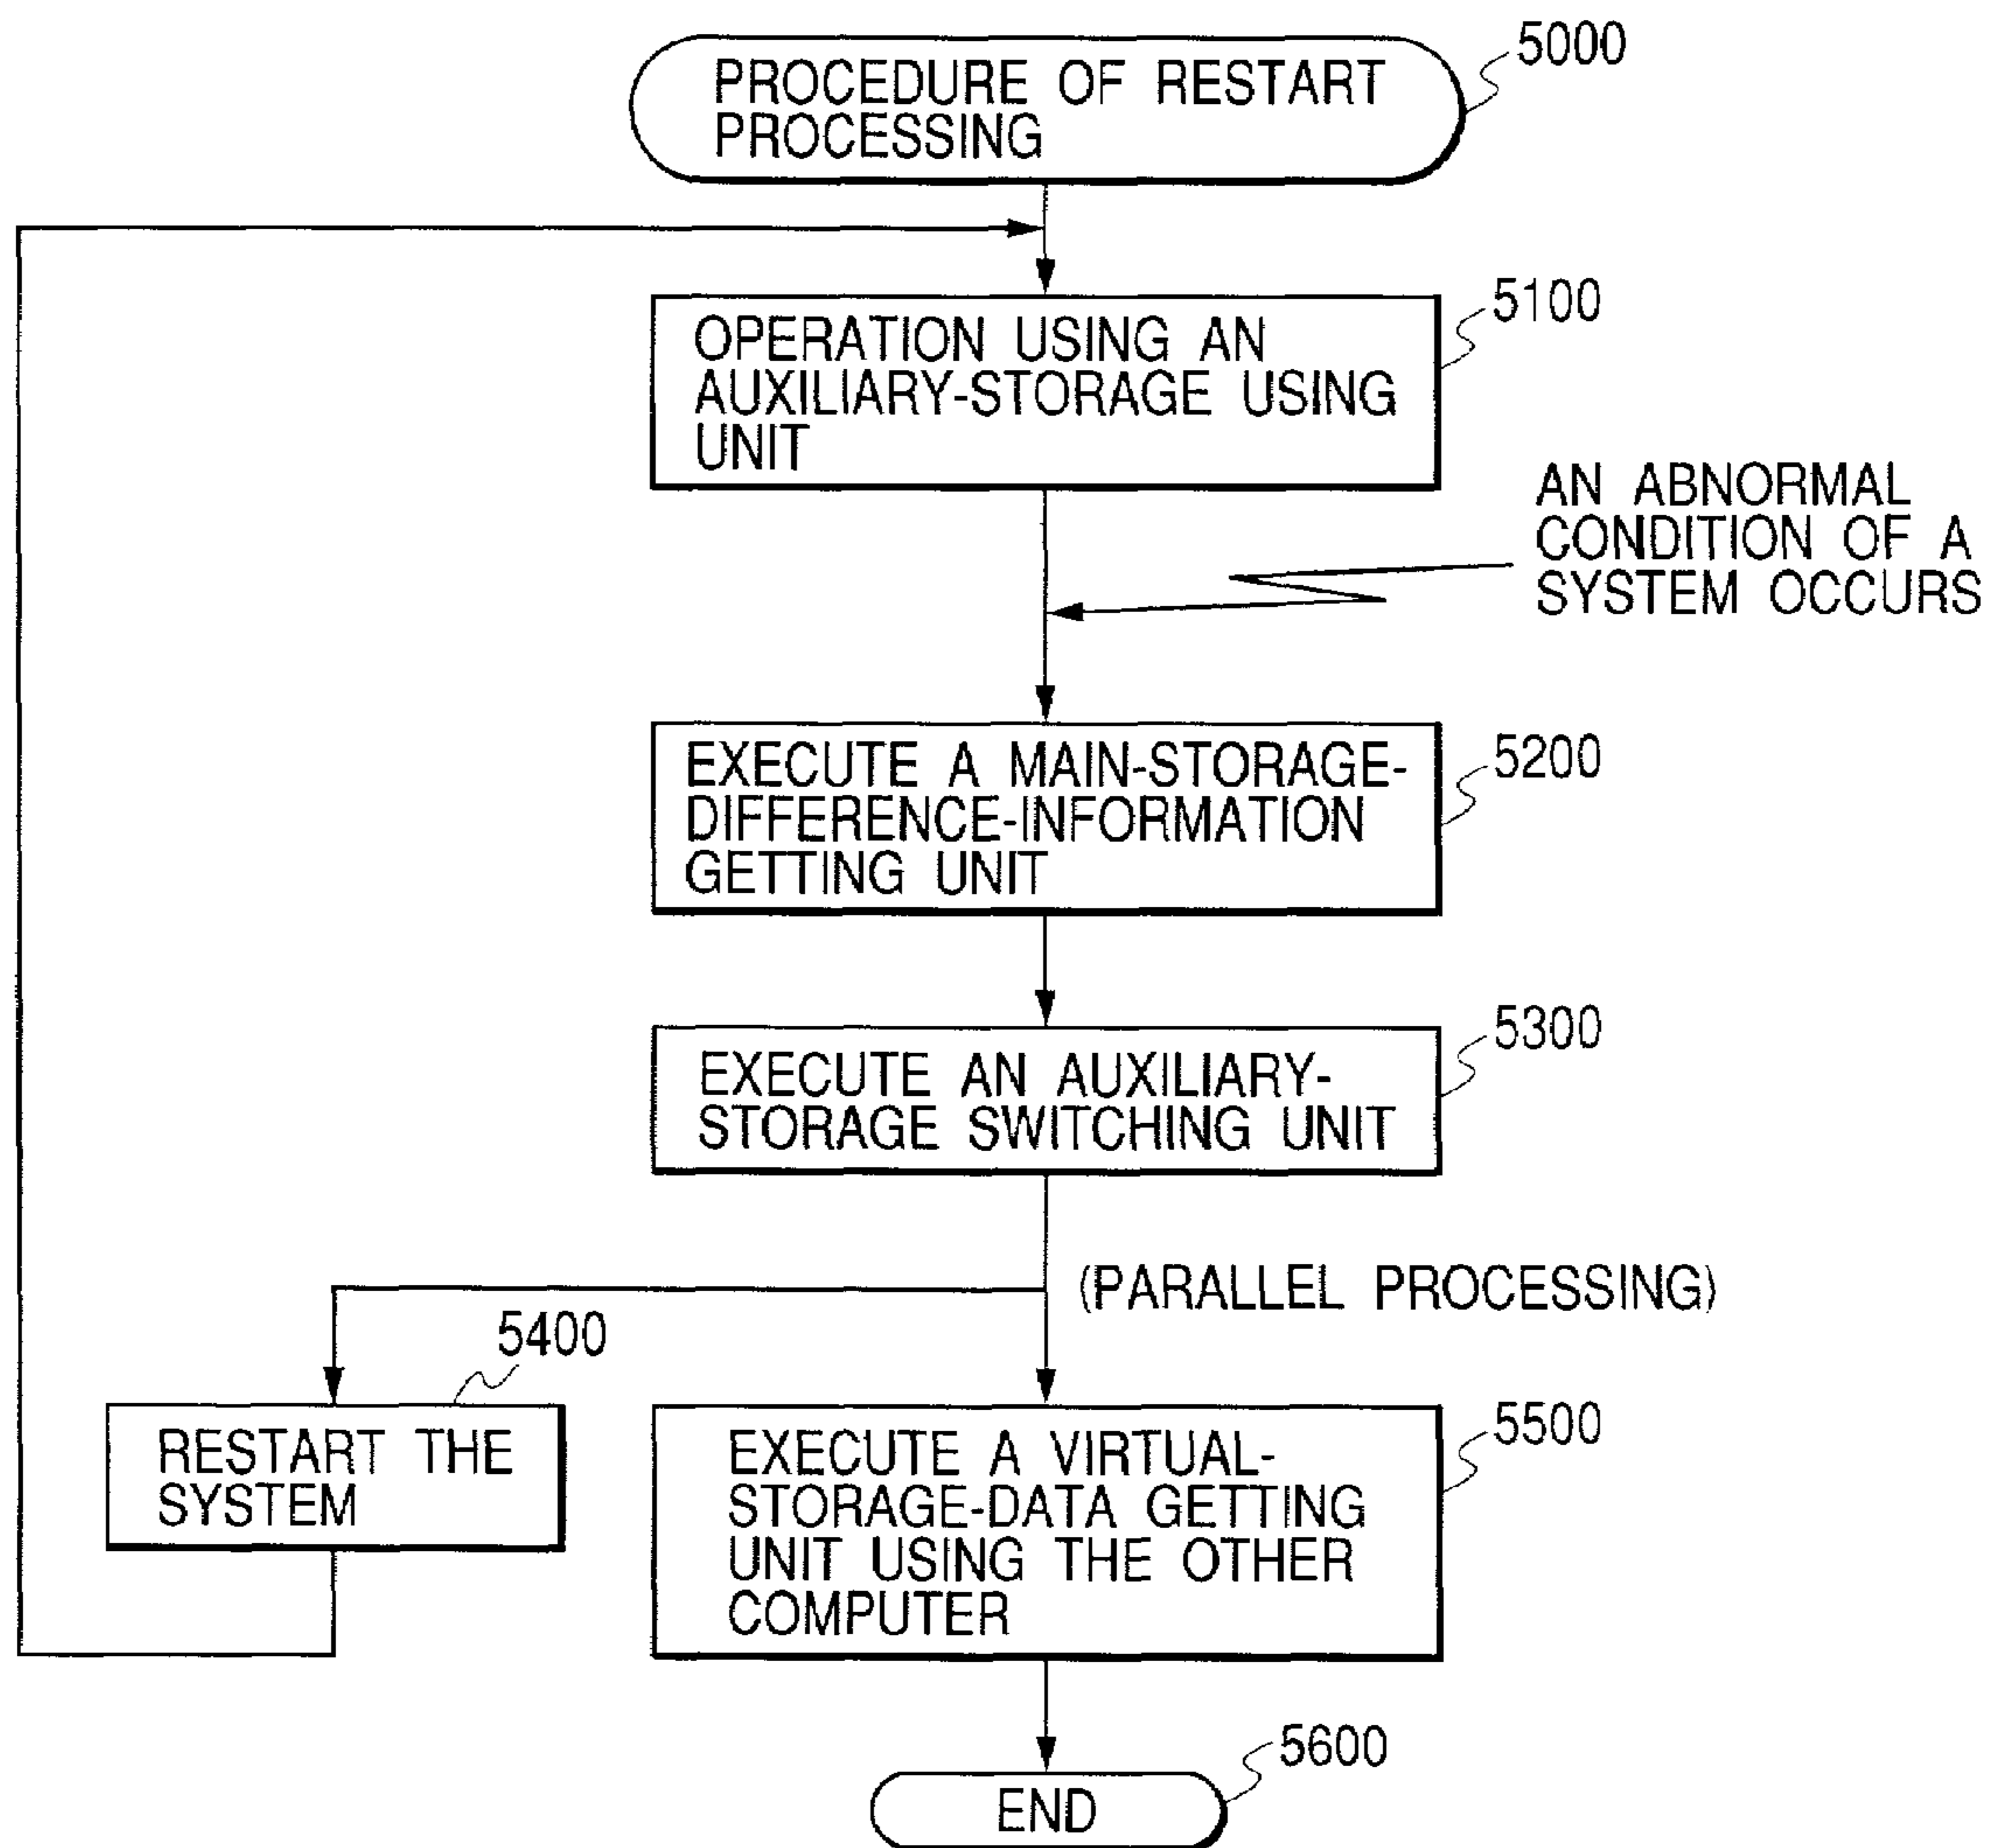 PROCEDURE OF RESTART
PROCESSING
5000
OPERATION USING AN
AUXILIARY-STORAGE USING
UNIT
5100
AN ABNORMAL
CONDITION OF A
SYSTEM OCCURS
EXECUTE A MAIN-STORAGE-
DIFFERENCE-INFORMATION
GETTING UNIT
5200
EXECUTE AN AUXILIARY-
STORAGE SWITCHING UNIT
5300
(PARALLEL PROCESSING)
5400
RESTART THE
SYSTEM
EXECUTE A VIRTUAL-
STORAGE-DATA GETTING
UNIT USING THE OTHER
COMPUTER
5500
END
5600